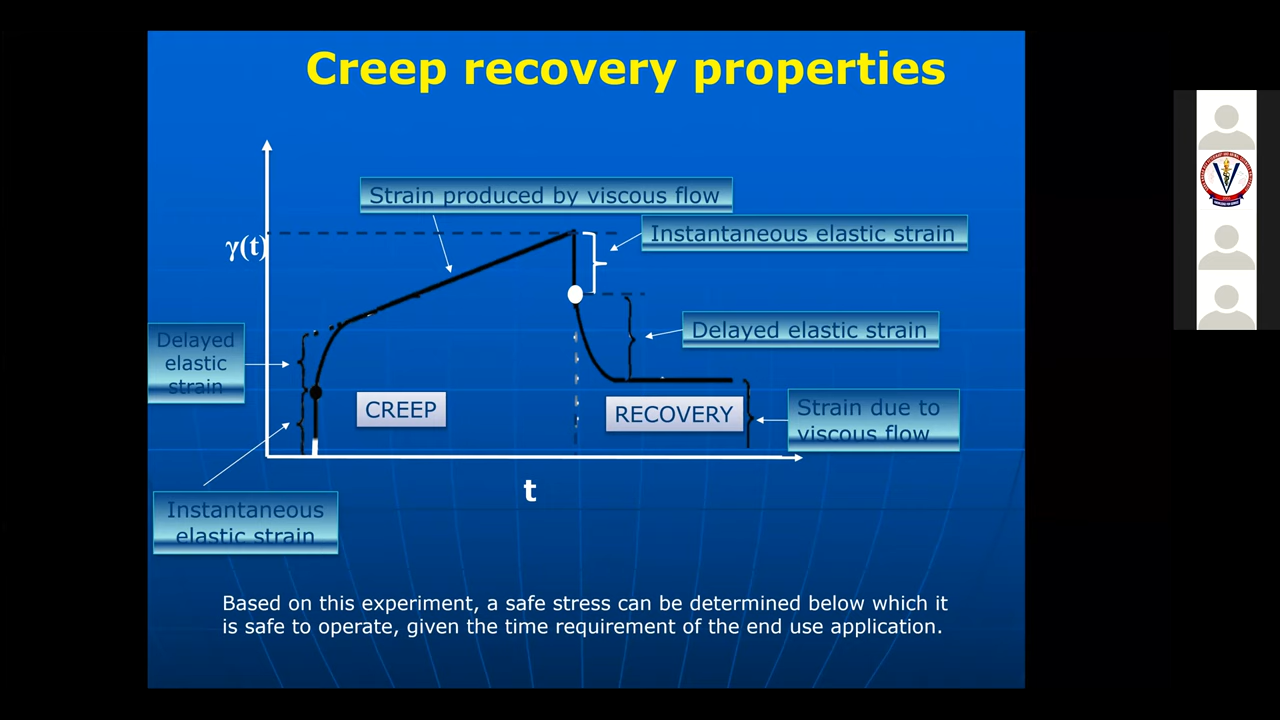 Creep recovery properties
Strain produced by viscous flow
Instantaneous elastic strain
γ(t)
Delayed elastic strain
Delayed
elastic
strain
CREEP
RECOVERY
Strain due to
viscous flow
t
Instantaneous
elastic strain
Based on this experiment, a safe stress can be determined below which it
is safe to operate, given the time requirement of the end use application.